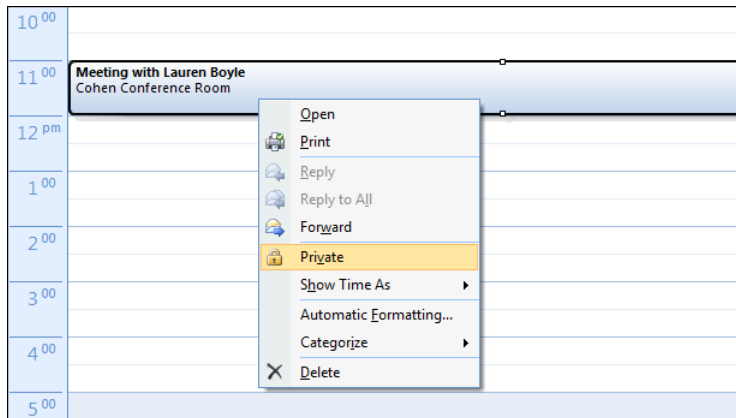 10 00
11 00
Meeting with Lauren Boyle
Cohen Conference Room
12 pm
1 00
2 00
3 00
4 00
5 00
Open
Print
Reply
Reply to All
Forward
Private
Show Time As
Automatic Formatting...
Categorize
Delete